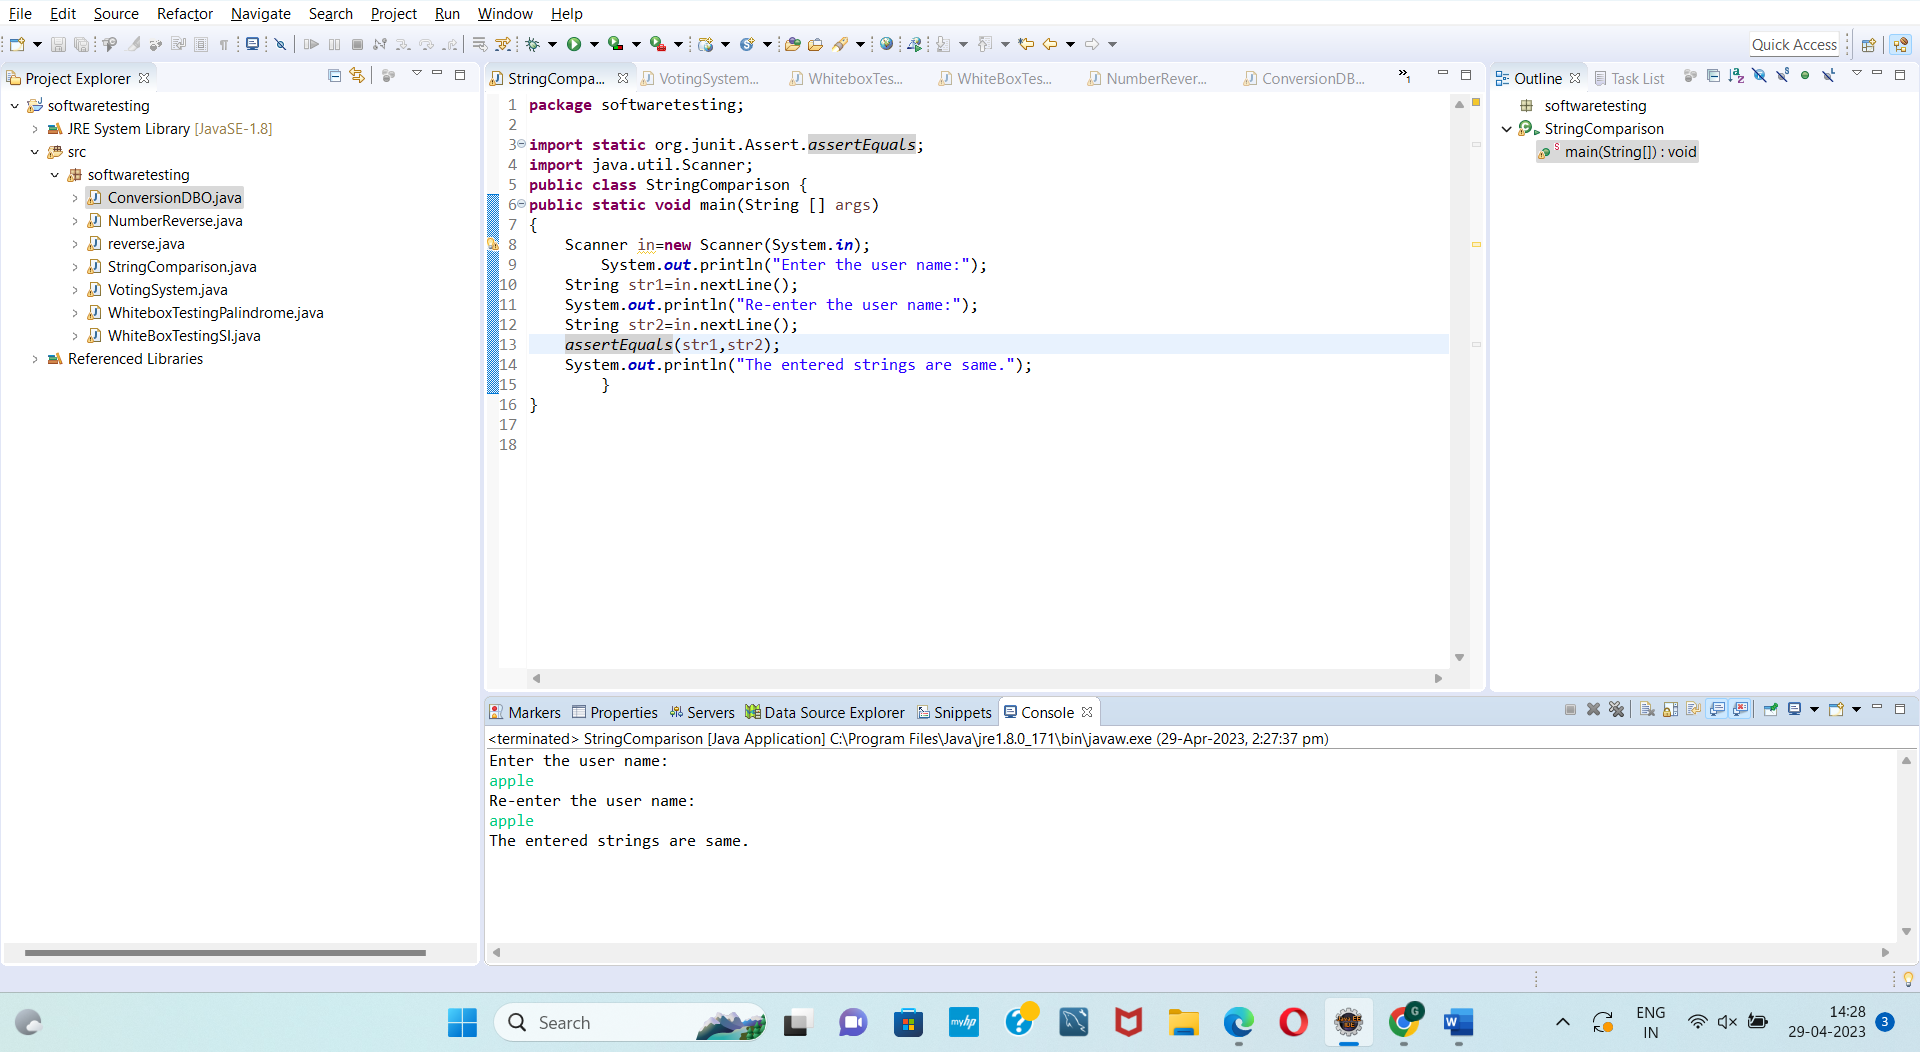 File Edit Source Refactor Navigate Search Project Run Window Help
Quick Access
Project Explorer
softwaretesting
JRE System Library [JavaSE-1.8]
src
softwaretesting
ConversionDBO.java
NumberReverse.java
reverse.java
StringComparison.java
VotingSystem.java
WhiteboxTestingPalindrome.java
WhiteBoxTestingSI.java
Referenced Libraries
StringCompa... VotingSystem... WhiteboxTes... WhiteBoxTes... NumberRever... ConversionDB... »1
1 package softwaretesting;
2
3 import static org.junit.Assert.assertEquals;
4 import java.util.Scanner;
5 public class StringComparison {
6 public static void main(String [] args)
7 {
8 Scanner in=new Scanner(System.in);
9 System.out.println("Enter the user name:");
10 String str1=in.nextLine();
11 System.out.println("Re-enter the user name:");
12 String str2=in.nextLine();
13 assertEquals(str1,str2);
14 System.out.println("The entered strings are same.");
15 }
16 }
17
18
Outline Task List
softwaretesting
StringComparison
main(String[]) : void
Markers Properties Servers Data Source Explorer Snippets Console
<terminated> StringComparison [Java Application] C:\Program Files\Java\jre1.8.0_171\bin\javaw.exe (29-Apr-2023, 2:27:37 pm)
Enter the user name:
apple
Re-enter the user name:
apple
The entered strings are same.
Search
myhp
ENG
IN
14:28
29-04-2023
3